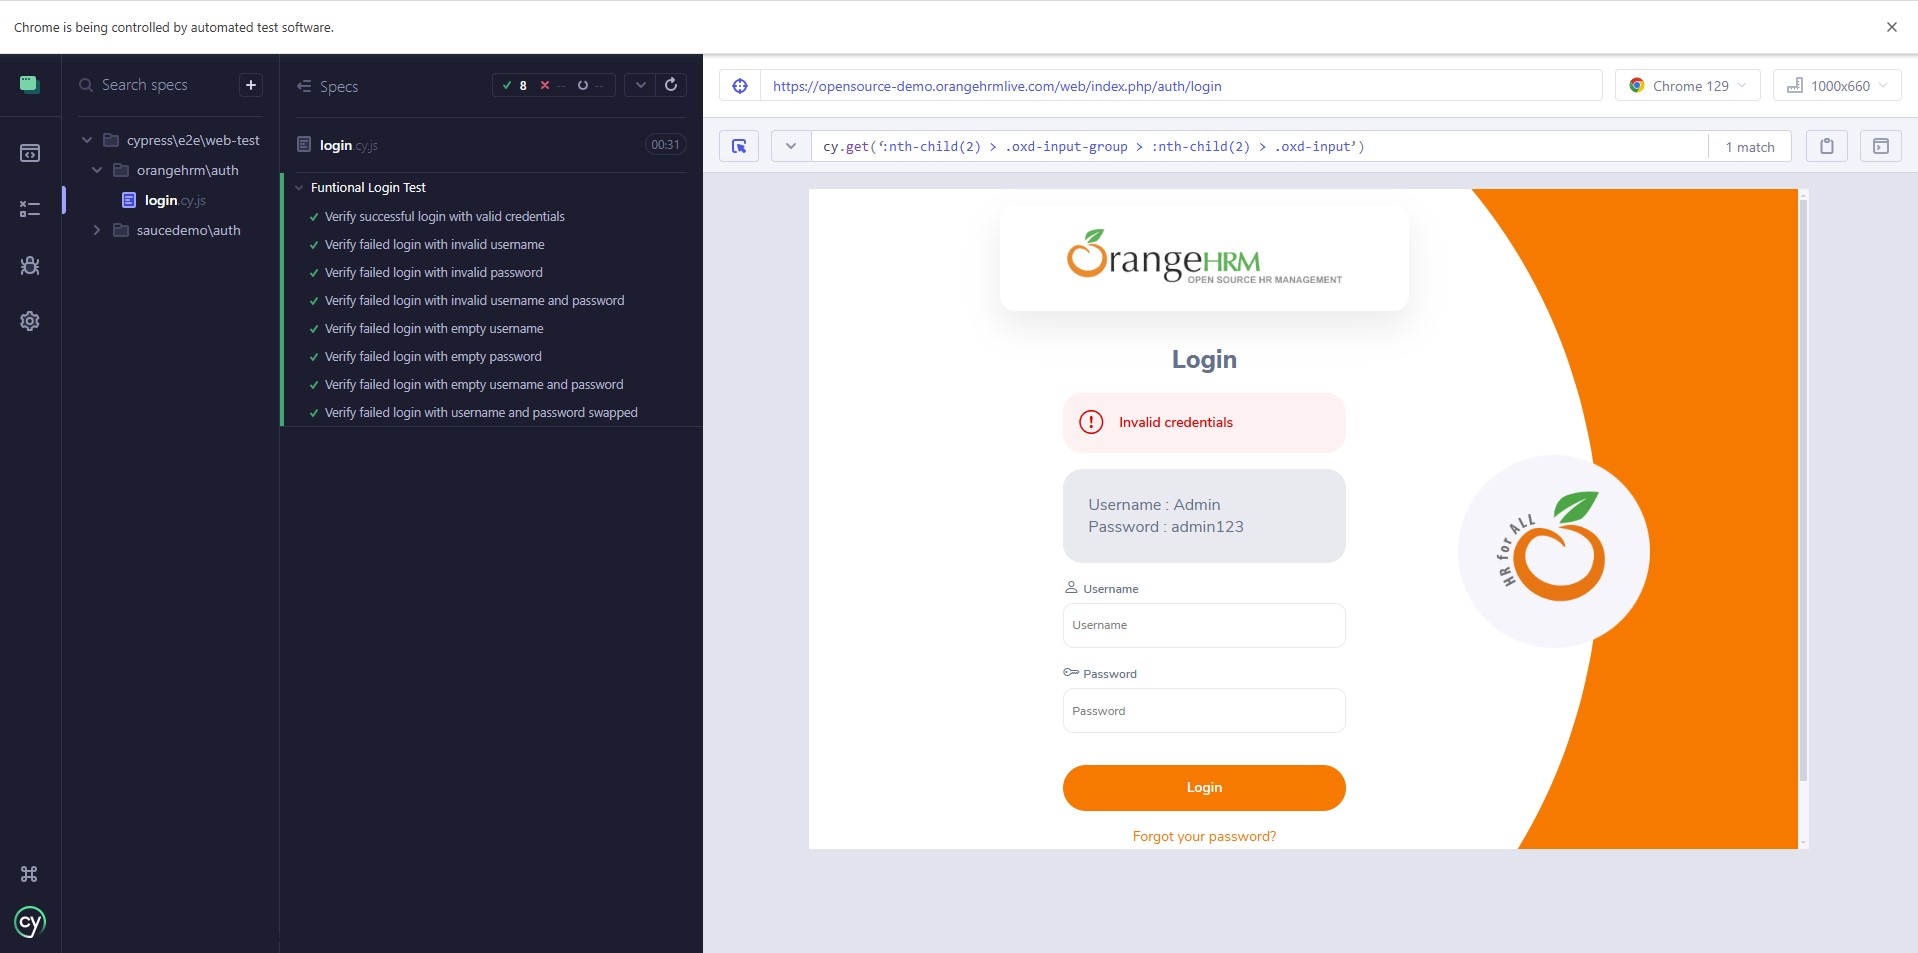 Chrome is being controlled by automated test software.
Search specs
+
cypress\e2e\web-test
orangehrm\auth
login.cy.js
saucedemo\auth
cy
Specs
8 -- --
login.cy.js 00:31
Funtional Login Test
Verify successful login with valid credentials
Verify failed login with invalid username
Verify failed login with invalid password
Verify failed login with invalid username and password
Verify failed login with empty username
Verify failed login with empty password
Verify failed login with empty username and password
Verify failed login with username and password swapped
https://opensource-demo.orangehrmlive.com/web/index.php/auth/login
Chrome 129
1000x660
cy.get(‘:nth-child(2) > .oxd-input-group > :nth-child(2) > .oxd-input’)
1 match
OrangeHRM
OPEN SOURCE HR MANAGEMENT
Login
Invalid credentials
Username : Admin
Password : admin123
Username
Username
Password
Password
Login
Forgot your password?
HR for ALL